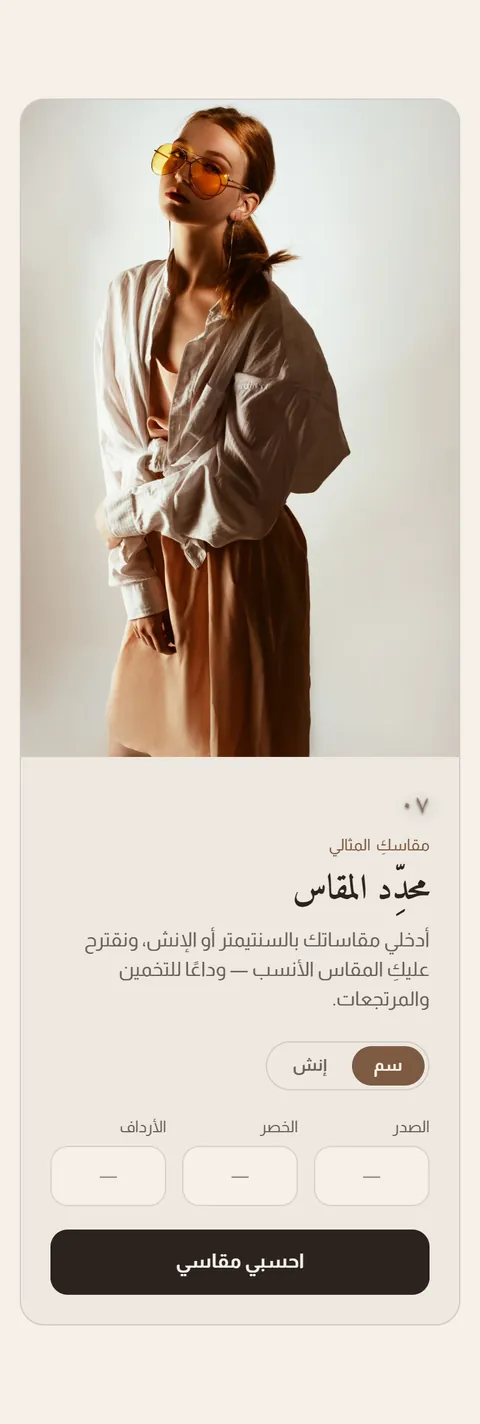 ٠٧
مقاسكِ المثالي
محدِّد المقاس
أدخلي مقاساتك بالسنتيمتر أو الإنش، ونقترح
عليكِ المقاس الأنسب — وداعًا للتخمين
والمرتجعات.
سم إنش
الصدر الخصر الأرداف
— — —
احسبي مقاسي